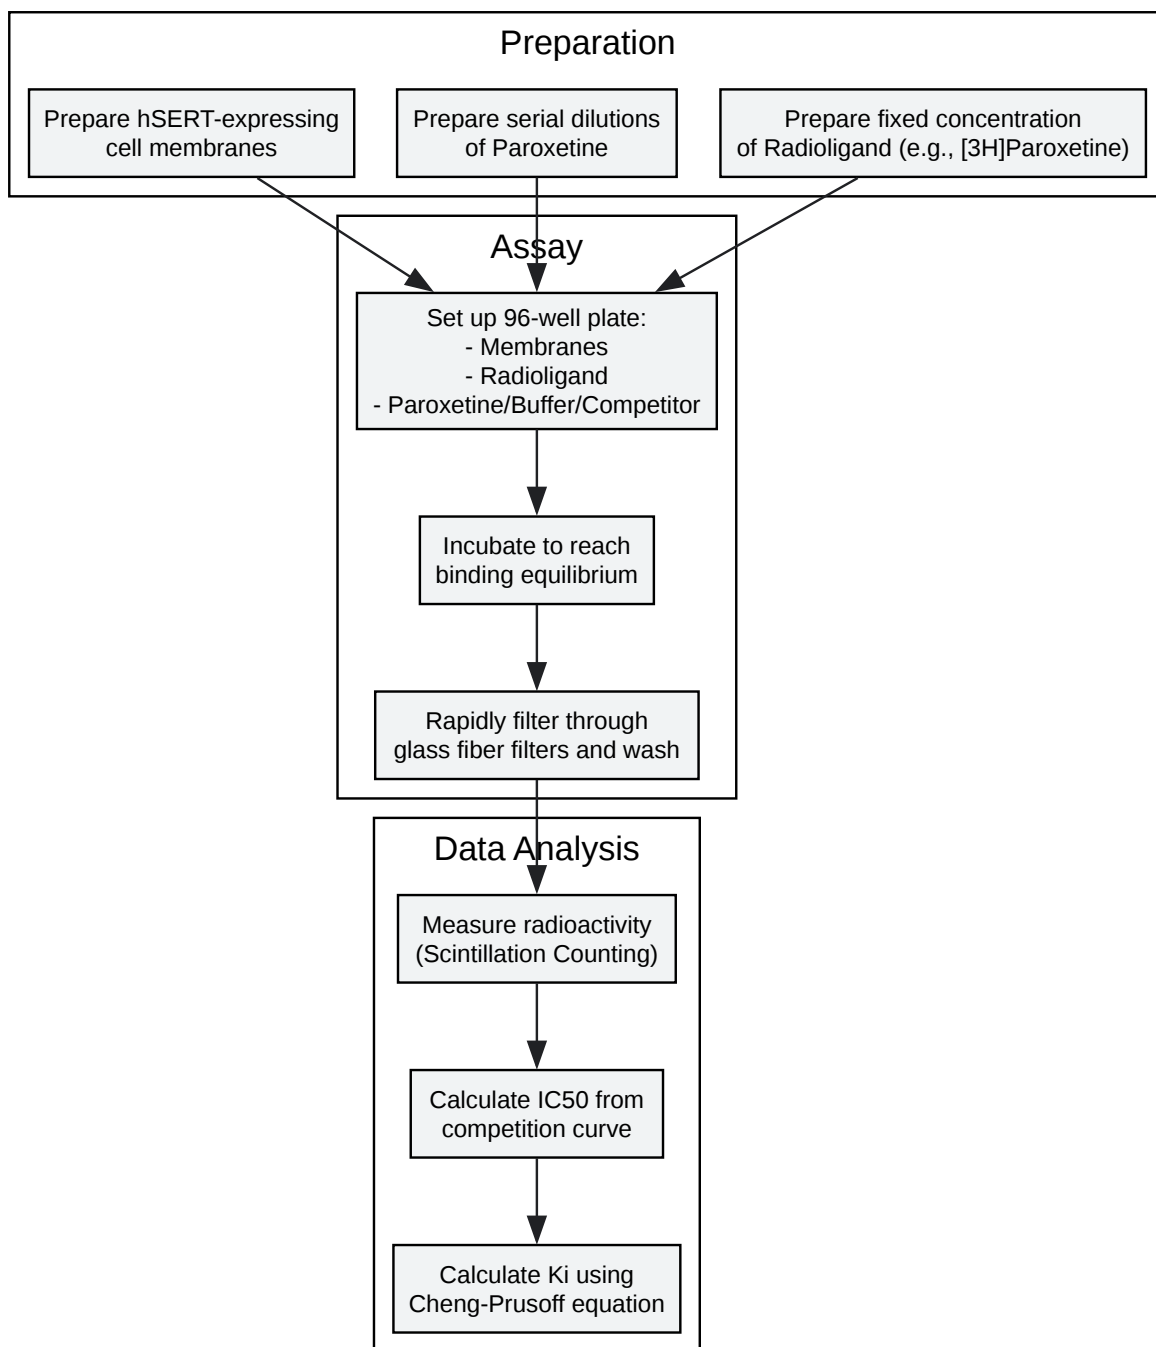 Preparation
Prepare hSERT-expressing
cell membranes
Prepare serial dilutions
of Paroxetine
Prepare fixed concentration
of Radioligand (e.g., [3H]Paroxetine)
Assay
Set up 96-well plate:
- Membranes
- Radioligand
- Paroxetine/Buffer/Competitor
Incubate to reach
binding equilibrium
Rapidly filter through
glass fiber filters and wash
Data Analysis
Measure radioactivity
(Scintillation Counting)
Calculate IC50 from
competition curve
Calculate Ki using
Cheng-Prusoff equation